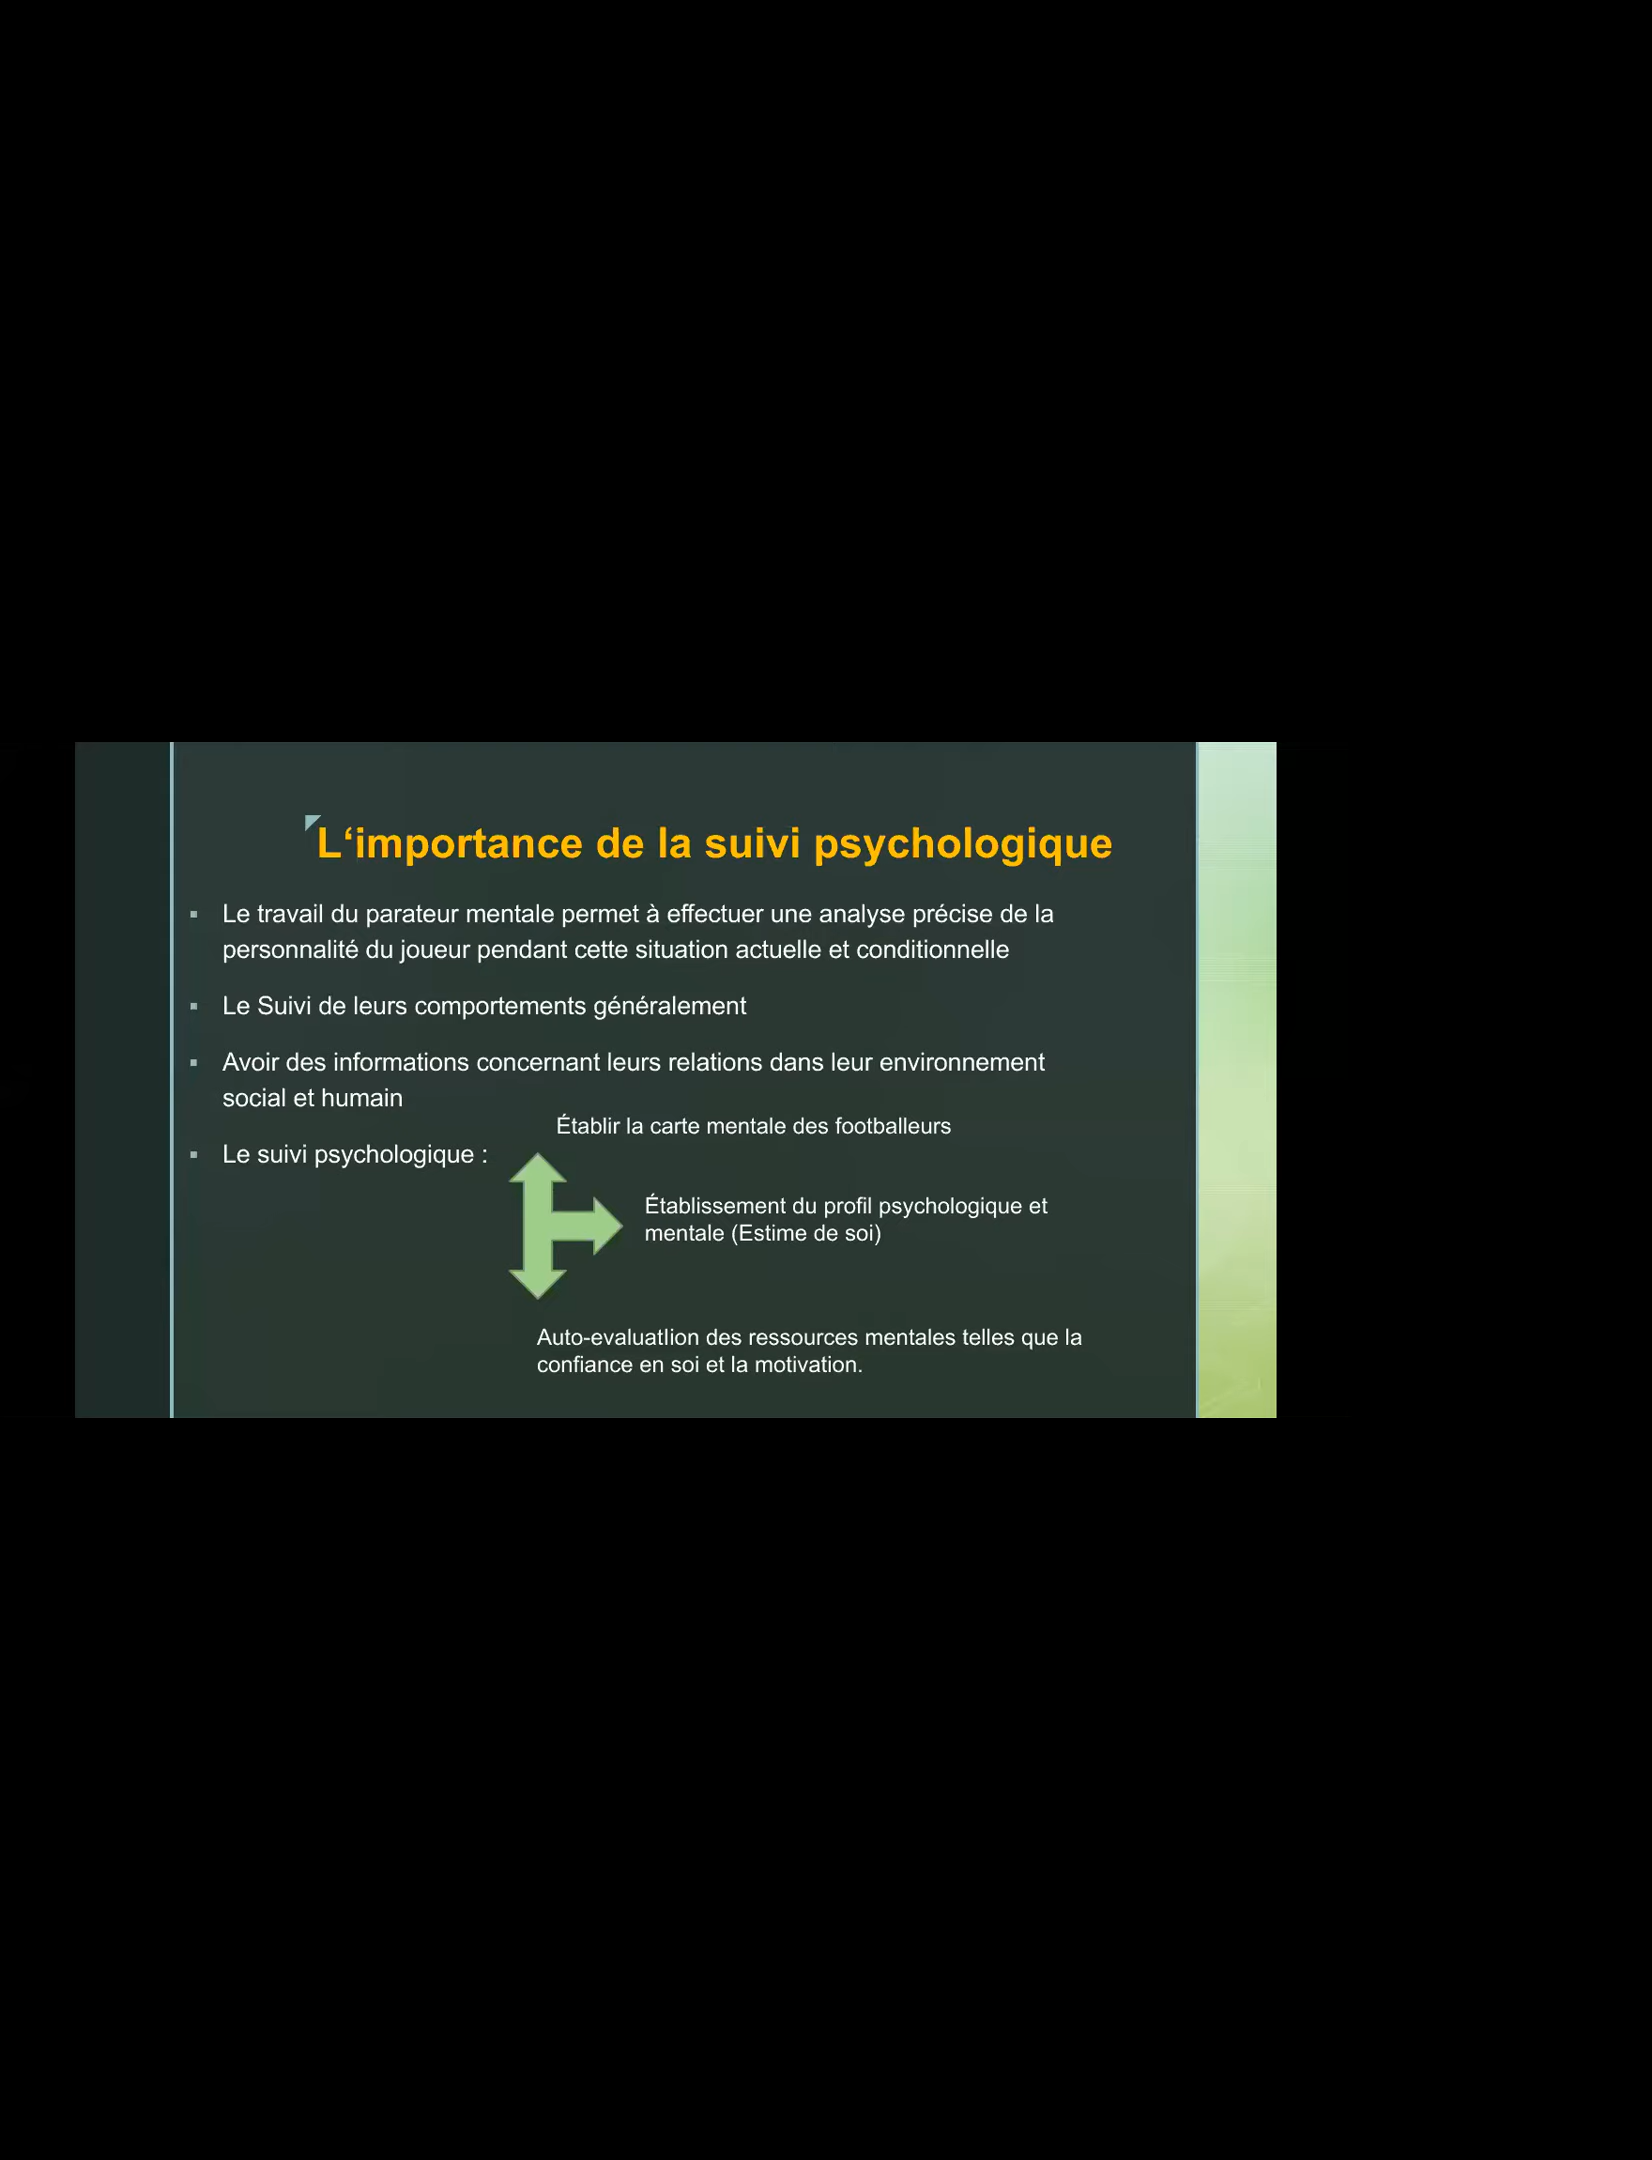 L‘importance de la suivi psychologique
▪ Le travail du parateur mentale permet à effectuer une analyse précise de la
personnalité du joueur pendant cette situation actuelle et conditionnelle
▪ Le Suivi de leurs comportements généralement
▪ Avoir des informations concernant leurs relations dans leur environnement
social et humain
Établir la carte mentale des footballeurs
▪ Le suivi psychologique :
Établissement du profil psychologique et
mentale (Estime de soi)
Auto-evaluatlion des ressources mentales telles que la
confiance en soi et la motivation.